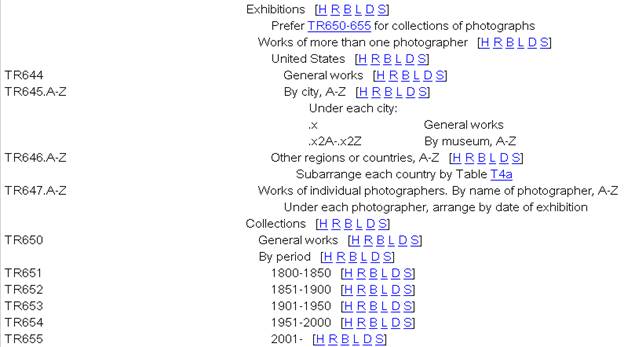 Exhibitions [H R B L D S]
Prefer TR650-655 for collections of photographs
Works of more than one photographer [H R B L D S]
United States [H R B L D S]
TR644 General works [H R B L D S]
TR645.A-Z By city, A-Z [H R B L D S]
Under each city:
.x General works
.x2A-.x2Z By museum, A-Z
TR646.A-Z Other regions or countries, A-Z [H R B L D S]
Subarrange each country by Table T4a
TR647.A-Z Works of individual photographers. By name of photographer, A-Z
Under each photographer, arrange by date of exhibition
Collections [H R B L D S]
TR650 General works [H R B L D S]
By period [H R B L D S]
TR651 1800-1850 [H R B L D S]
TR652 1851-1900 [H R B L D S]
TR653 1901-1950 [H R B L D S]
TR654 1951-2000 [H R B L D S]
TR655 2001- [H R B L D S]